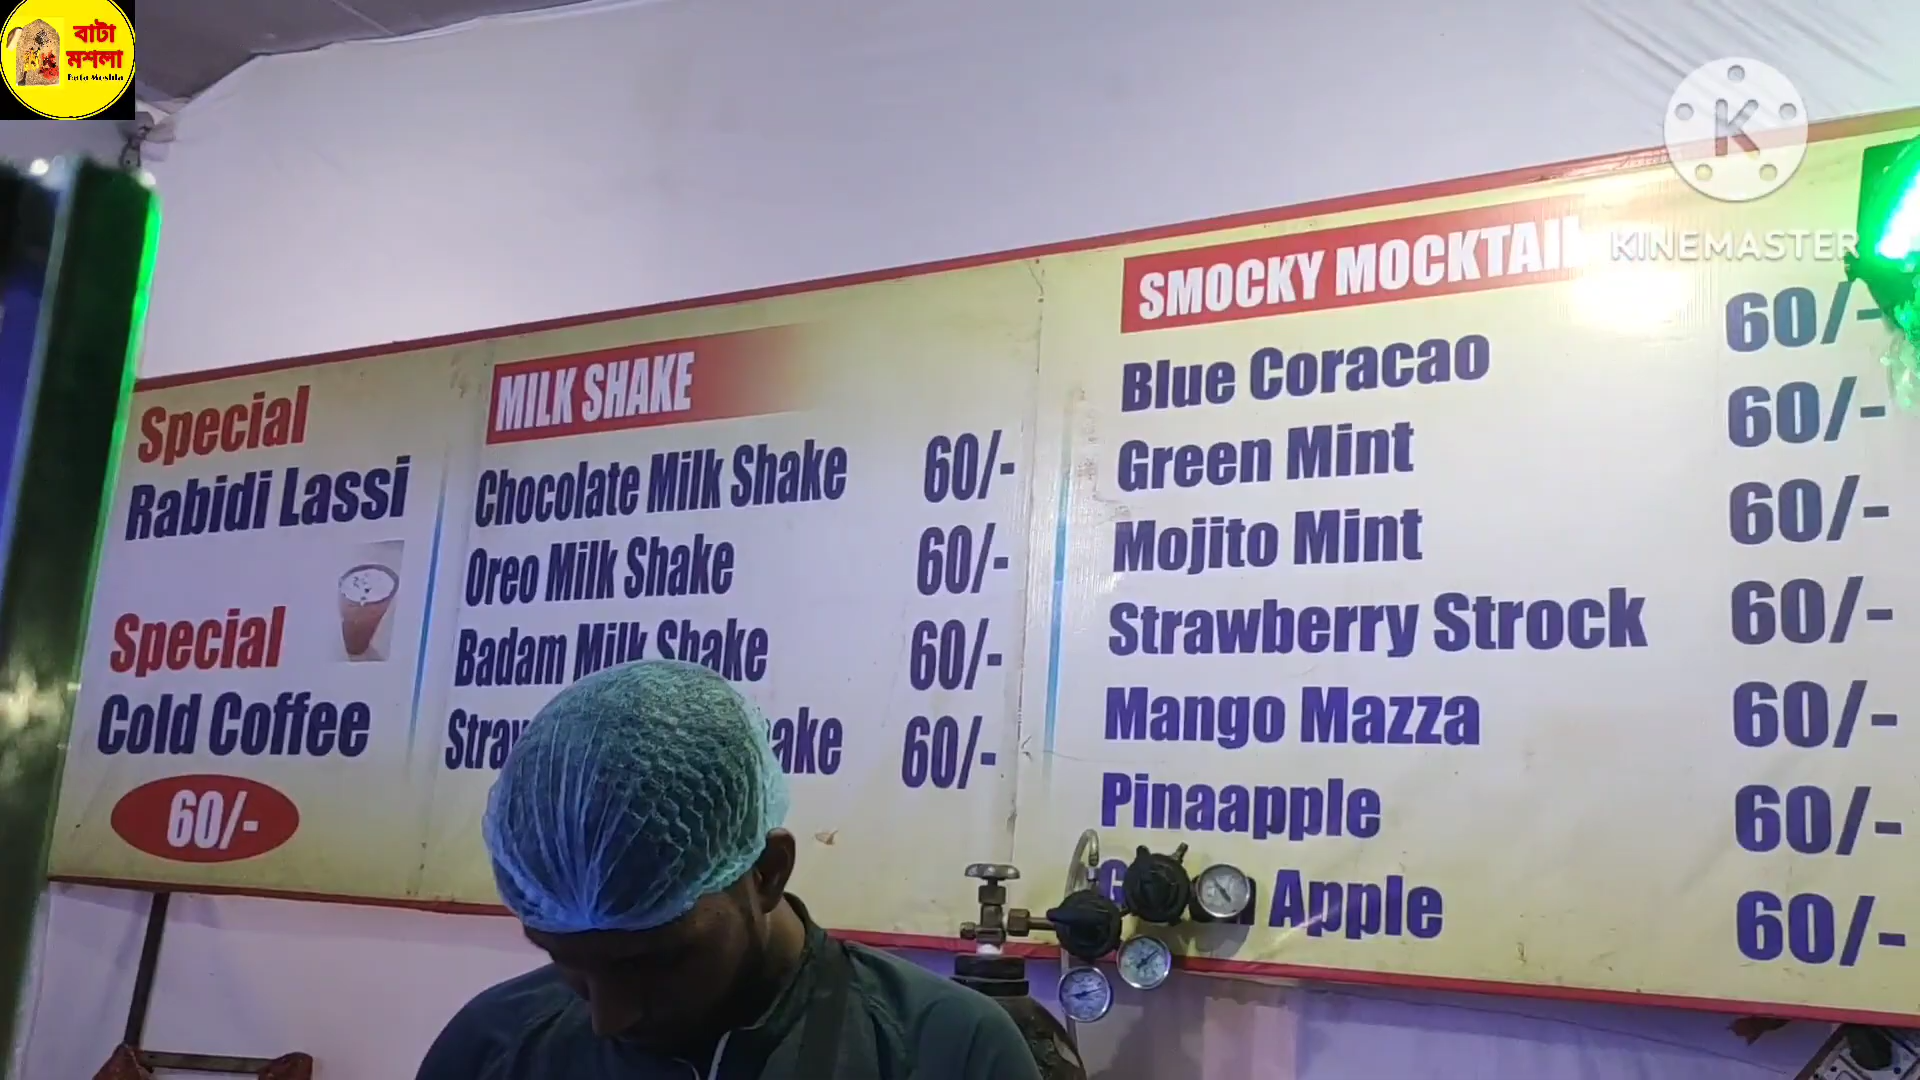 বাটা
মশলা
Bata Moshla
KINEMASTER
Special
Rabidi Lassi
Special
Cold Coffee
60/-
MILK SHAKE
Chocolate Milk Shake 60/-
Oreo Milk Shake 60/-
Badam Milk Shake 60/-
60/-
SMOCKY MOCKTAIL
Blue Coracao 60/-
Green Mint 60/-
Mojito Mint 60/-
Strawberry Strock 60/-
Mango Mazza 60/-
Pinaapple 60/-
Apple 60/-